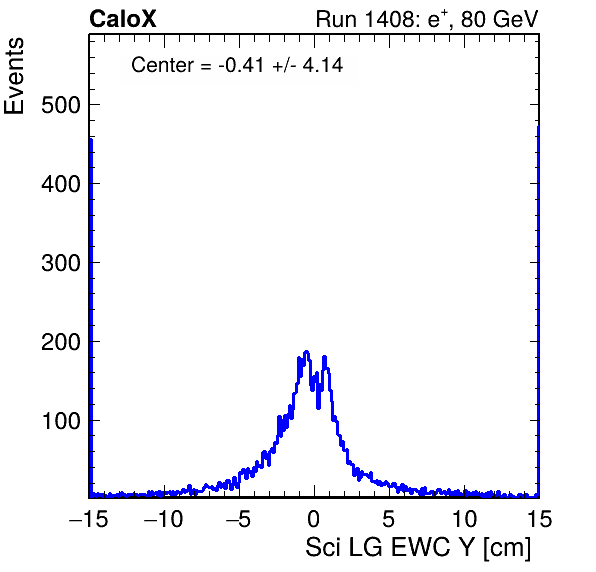 CaloX Run 1408: e⁺, 80 GeV
Center = -0.41 +/- 4.14
Events
500
400
300
200
100
−15 −10 −5 0 5 10 15
Sci LG EWC Y [cm]